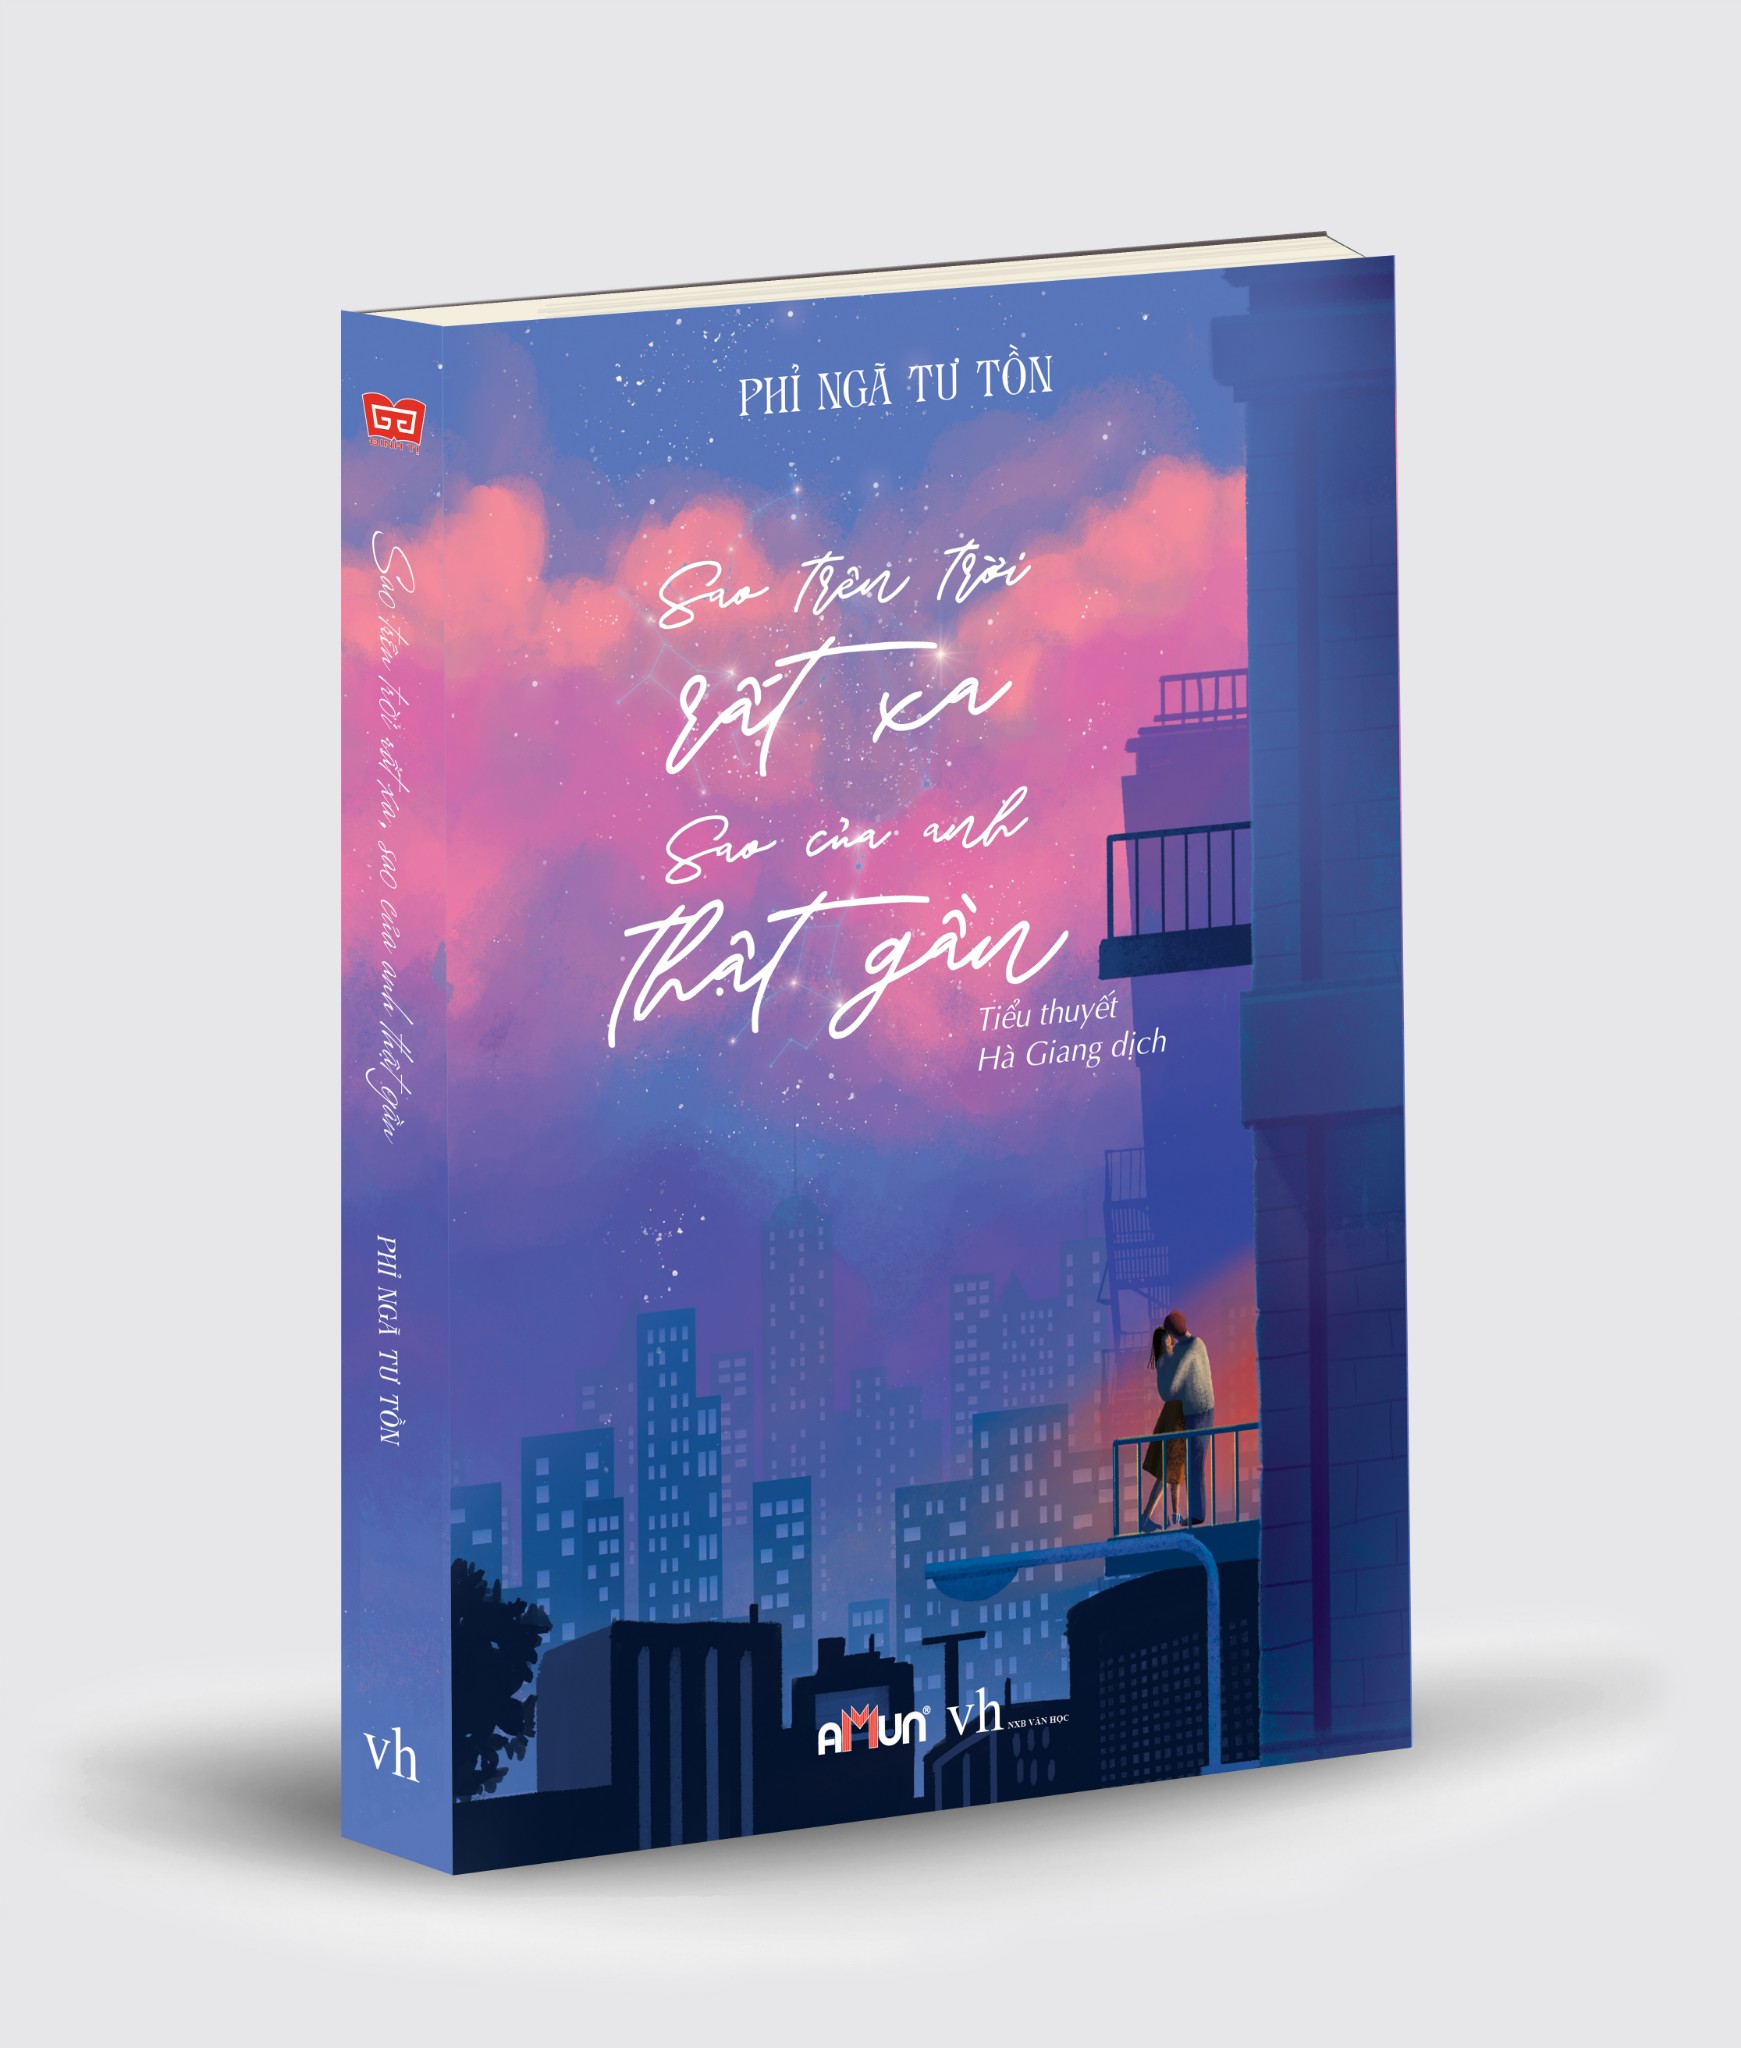 PHỈ NGÃ TƯ TỒN
Sao trên trời
rất xa
Sao của anh
thật gần
Tiểu thuyết
Hà Giang dịch
AMUN®
vh NXB VĂN HỌC
ĐINH TỊ
Sao trên trời rất xa, sao của anh thật gần
PHỈ NGÃ TƯ TỒN
vh